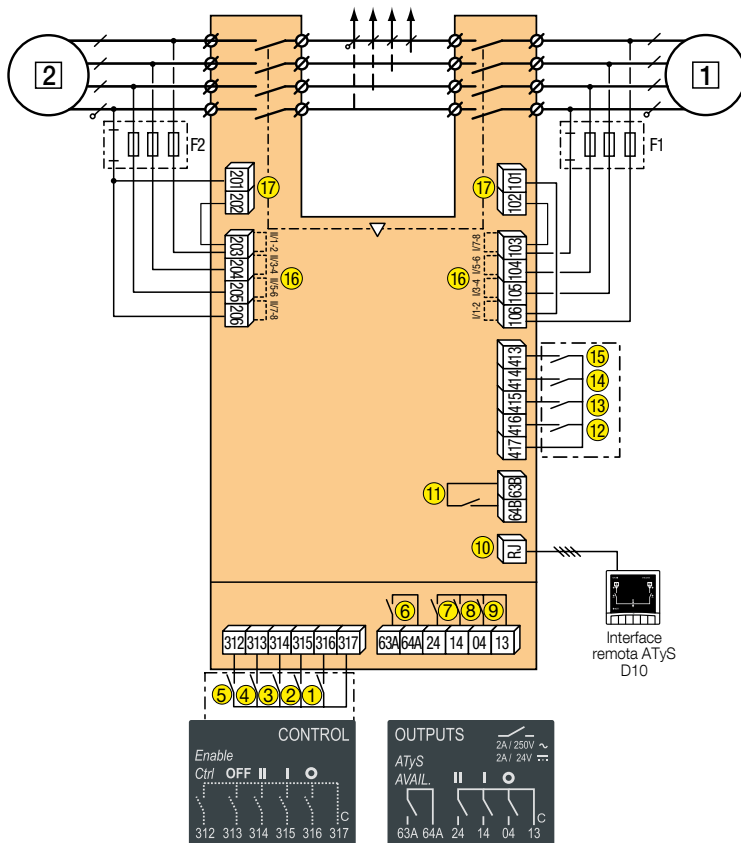 2
1
F2
F1
201
202
17
17
101
102
203
204
205
206
II/1-2
II/3-4
II/5-6
II/7-8
16
16
I/7-8
I/5-6
I/3-4
I/1-2
103
104
105
106
413
414
415
416
417
15
14
13
12
11
63B
64B
10
RJ
Interface
remota ATyS
D10
6
7
8
9
312 313 314 315 316 317
63A 64A 24 14 04 13
5 4 3 2 1
CONTROL
Enable
Ctrl OFF II I O
C
312 313 314 315 316 317
OUTPUTS
2A / 250V ~
2A / 24V ⎓
ATyS
AVAIL. II I O
C
63A 64A 24 14 04 13